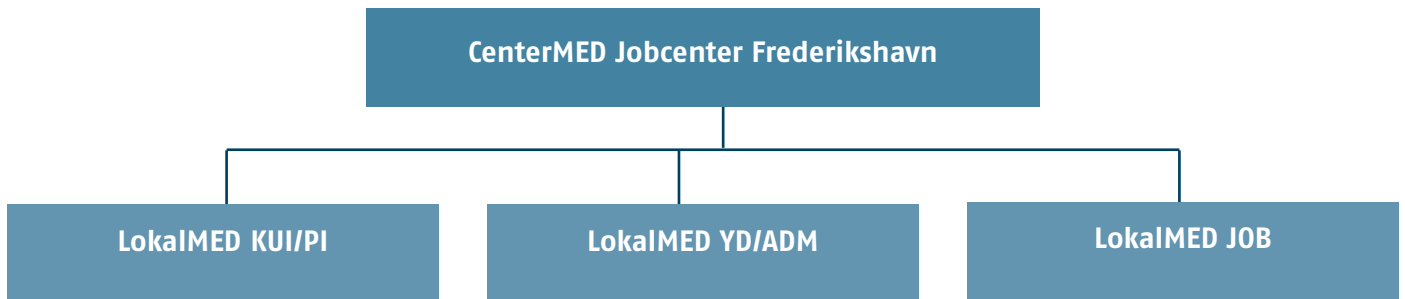 CenterMED Jobcenter Frederikshavn
LokalMED KUI/PI
LokalMED YD/ADM
LokalMED JOB